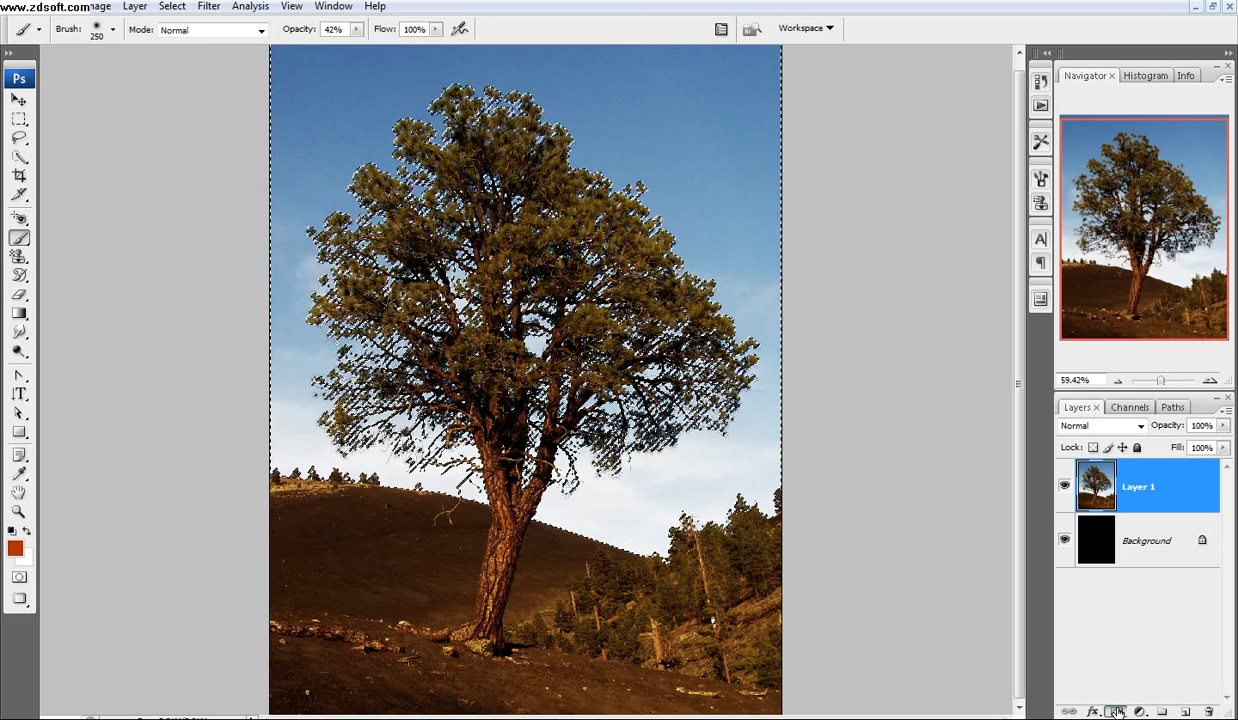 www.zdsoft.com mage Layer Select Filter Analysis View Window Help
Brush: 250 Mode: Normal Opacity: 42% Flow: 100% Workspace
Ps
Navigator Histogram Info
59.42%
Layers Channels Paths
Normal Opacity: 100%
Lock: Fill: 100%
Layer 1
Background
T
A
fx